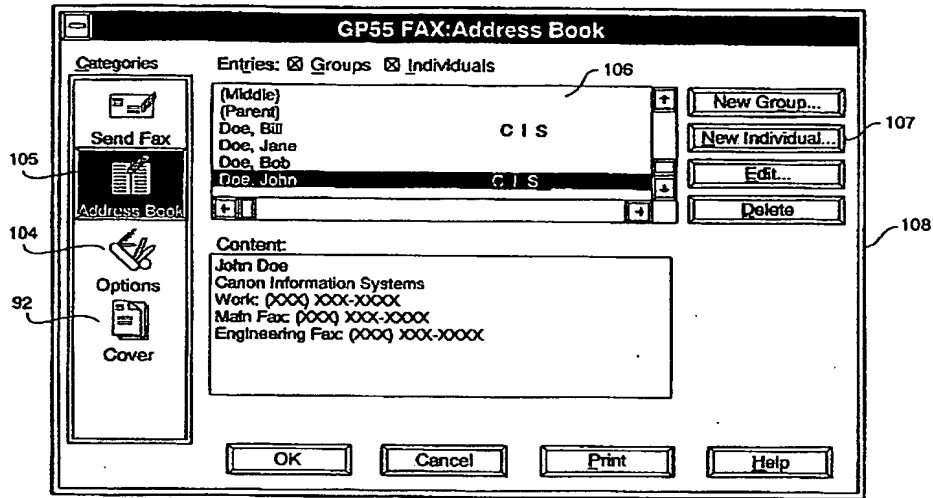 GP55 FAX:Address Book
Categories
Entries: ☒ Groups ☒ Individuals
106
(Middle)
(Parent)
Doe, Bill C I S
Doe, Jane
Doe, Bob
Doe, John C I S
New Group...
New Individual...
107
Edit...
Delete
108
Send Fax
105
Address Book
104
Options
92
Cover
Content:
John Doe
Canon Information Systems
Work: (XXX) XXX-XXXX
Main Fax: (XXX) XXX-XXXX
Engineering Fax: (XXX) XXX-XXXX
OK
Cancel
Print
Help